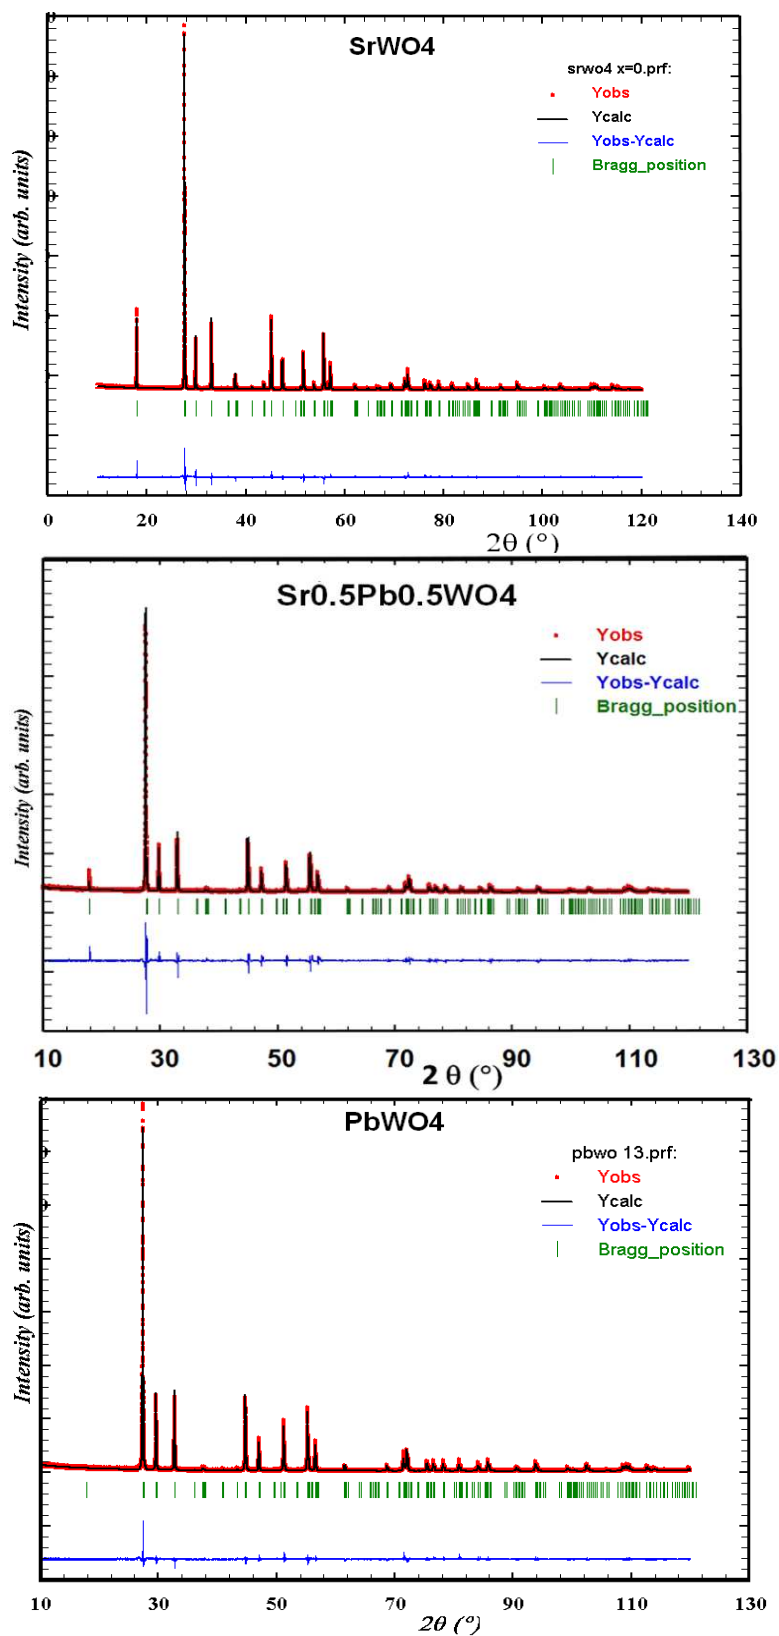 SrWO4
srwo4 x=0.prf:
Yobs
Ycalc
Yobs-Ycalc
Bragg_position
Intensity (arb. units)
0 20 40 60 80 100 120 140
2θ (°)
Sr0.5Pb0.5WO4
Yobs
Ycalc
Yobs-Ycalc
Bragg_position
Intensity (arb. units)
10 30 50 70 90 110 130
2 θ (°)
PbWO4
pbwo 13.prf:
Yobs
Ycalc
Yobs-Ycalc
Bragg_position
Intensity (arb. units)
10 30 50 70 90 110 130
2θ (°)